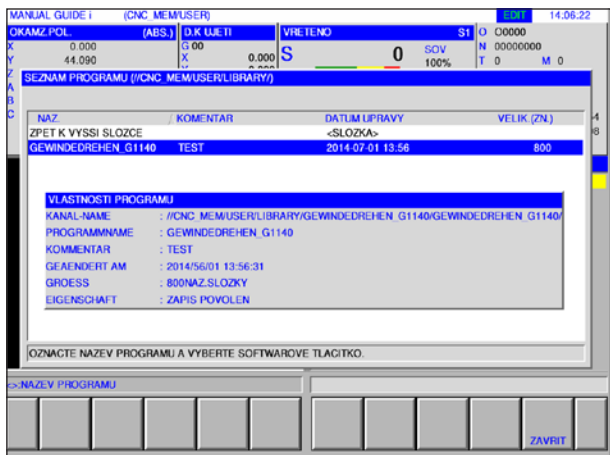 MANUAL GUIDE i (CNC_MEM/USER) EDIT 14.06.22
OKAMZ.POL. (ABS.) D.K UJETI VRETENO S1 O O0000
X 0.000 G 00 S 0 SOV N 00000000
Y 44.090 X 0.000 100% T 0 M 0
Z SEZNAM PROGRAMU (//CNC_MEM/USER/LIBRARY/)
A
B
C
NAZ. / KOMENTAR DATUM UPRAVY VELIK.(ZN.)
ZPET K VYSSI SLOZCE <SLOZKA>
GEWINDEDREHEN_G1140 TEST 2014-07-01 13:56 800
VLASTNOSTI PROGRAMU
KANAL-NAME : //CNC_MEM/USER/LIBRARY/GEWINDEDREHEN_G1140/GEWINDEDREHEN_G1140/
PROGRAMMNAME : GEWINDEDREHEN_G1140
KOMMENTAR : TEST
GEAENDERT AM : 2014/56/01 13:56:31
GROESS : 800NAZ.SLOZKY
EIGENSCHAFT : ZAPIS POVOLEN
OZNACTE NAZEV PROGRAMU A VYBERTE SOFTWAROVE TLACITKO.
<>:NAZEV PROGRAMU
ZAVRIT